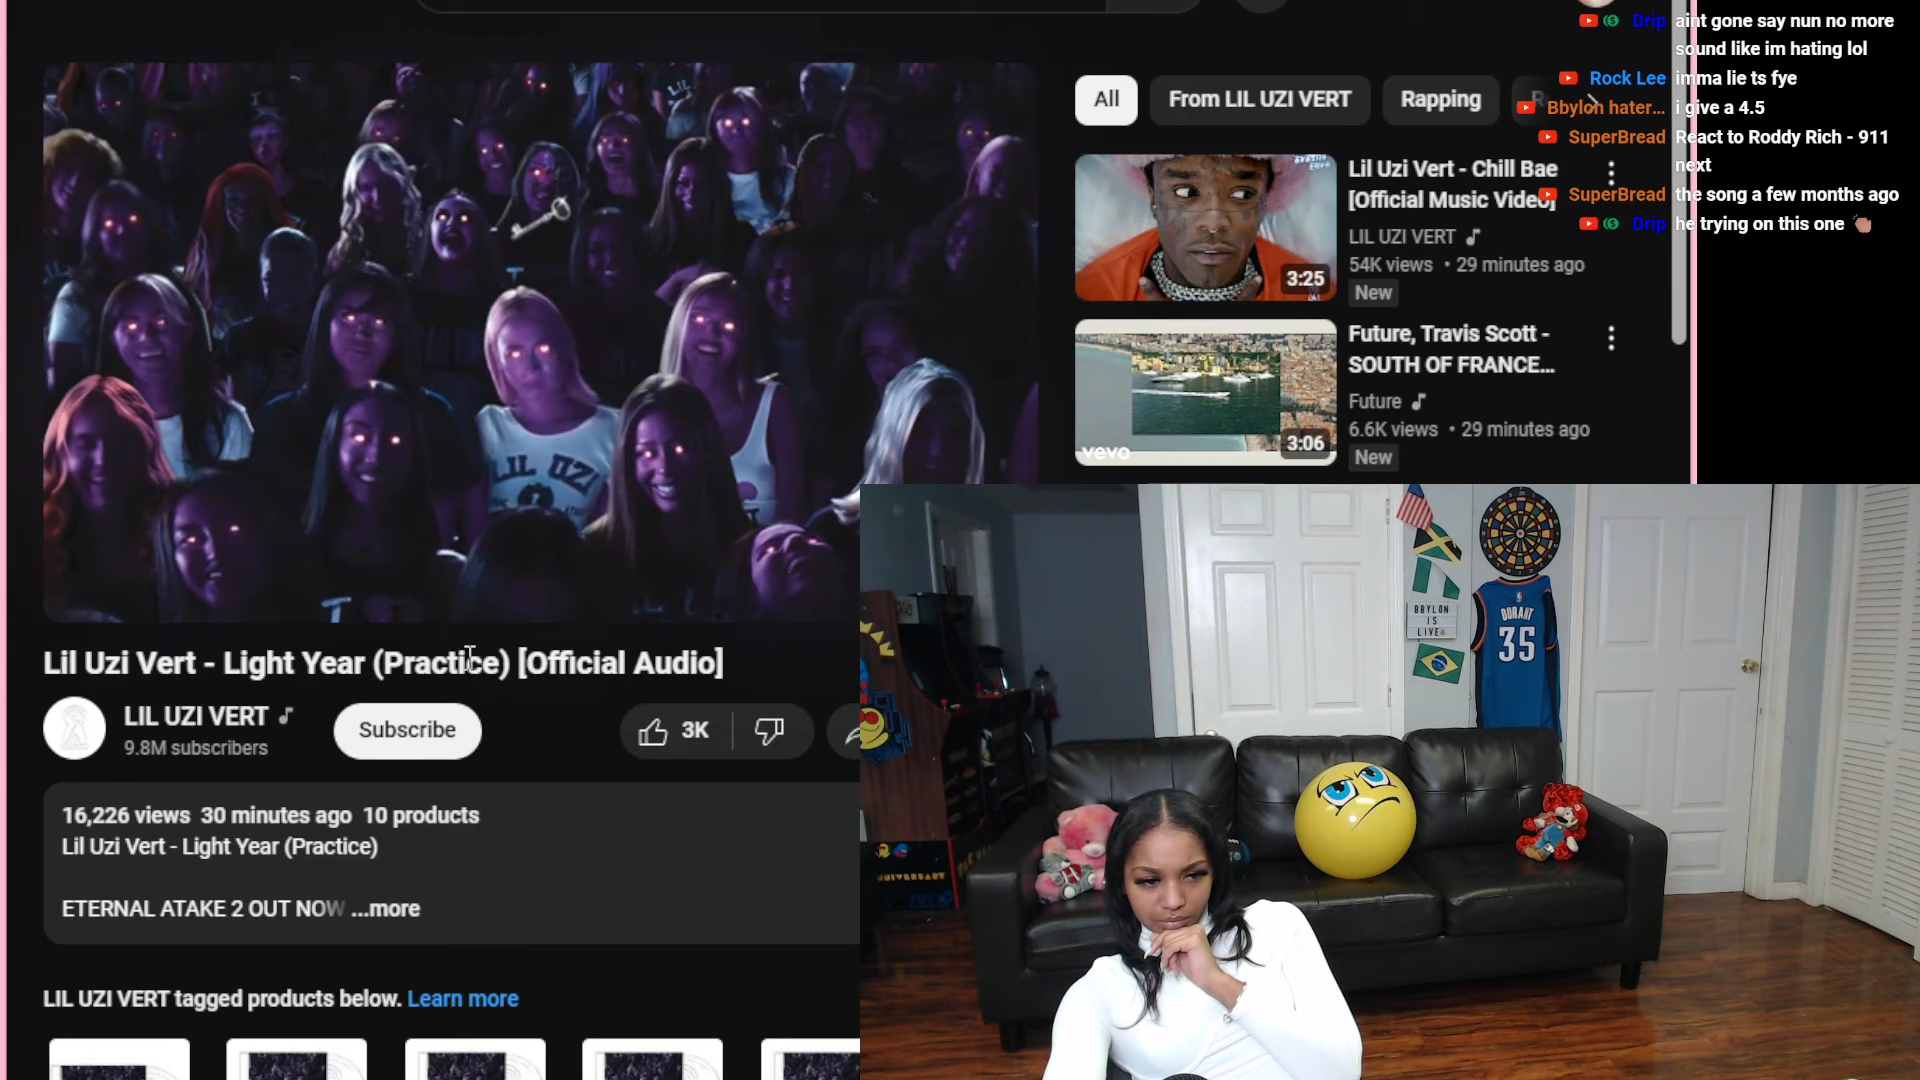 LIL UZI
Lil Uzi Vert - Light Year (Practice) [Official Audio]
LIL UZI VERT
9.8M subscribers
Subscribe
3K
16,226 views 30 minutes ago 10 products
Lil Uzi Vert - Light Year (Practice)
ETERNAL ATAKE 2 OUT NOW ...more
LIL UZI VERT tagged products below. Learn more
All
From LIL UZI VERT
Rapping
Lil Uzi Vert - Chill Bae
[Official Music Video]
LIL UZI VERT
54K views • 29 minutes ago
New
3:25
Future, Travis Scott -
SOUTH OF FRANCE...
Future
6.6K views • 29 minutes ago
New
vevo
3:06
Drip aint gone say nun no more
sound like im hating lol
Rock Lee imma lie ts fye
Bbylon hater... i give a 4.5
SuperBread React to Roddy Rich - 911
next
SuperBread the song a few months ago
Drip he trying on this one
BBYLON
IS
LIVE
DURANT
35